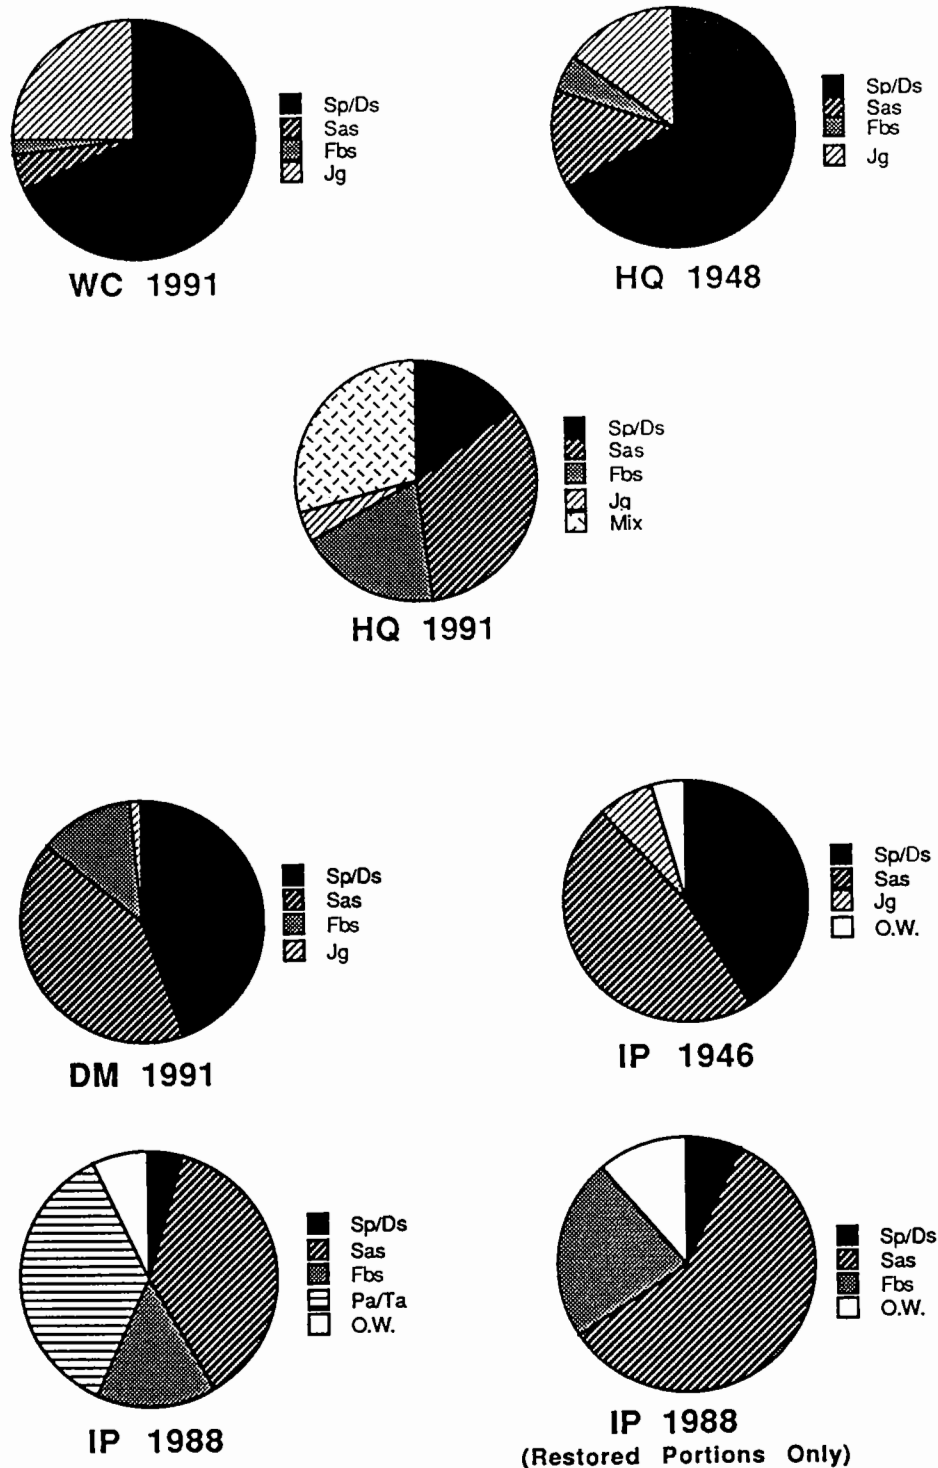 Sp/Ds
Sas
Fbs
Jg
WC 1991
Sp/Ds
Sas
Fbs
Jg
HQ 1948
Sp/Ds
Sas
Fbs
Jg
Mix
HQ 1991
Sp/Ds
Sas
Fbs
Jg
DM 1991
Sp/Ds
Sas
Jg
O.W.
IP 1946
Sp/Ds
Sas
Fbs
Pa/Ta
O.W.
IP 1988
Sp/Ds
Sas
Fbs
O.W.
IP 1988
(Restored Portions Only)